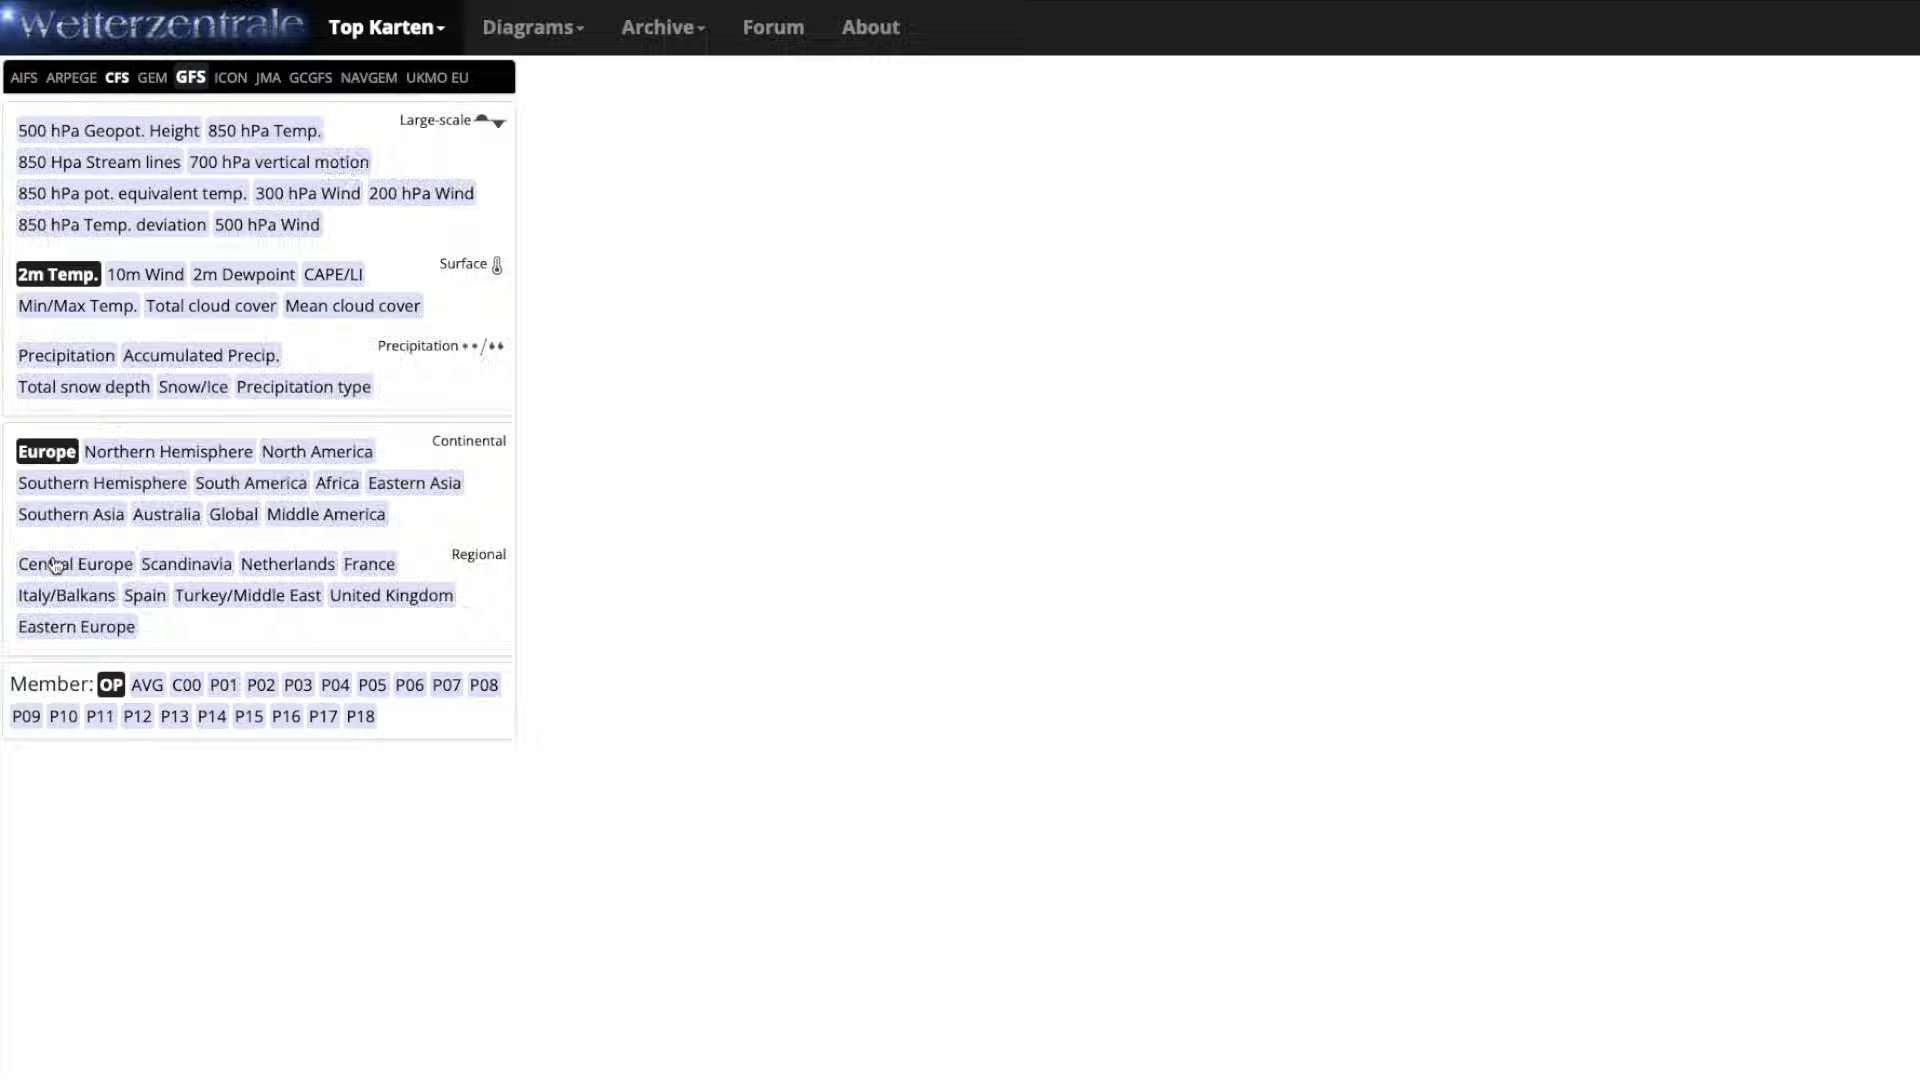 Wetterzentrale Top Karten Diagrams Archive Forum About
AIFS ARPEGE CFS GEM GFS ICON JMA GCGFS NAVGEM UKMO EU
Large-scale
500 hPa Geopot. Height 850 hPa Temp.
850 Hpa Stream lines 700 hPa vertical motion
850 hPa pot. equivalent temp. 300 hPa Wind 200 hPa Wind
850 hPa Temp. deviation 500 hPa Wind
Surface
2m Temp. 10m Wind 2m Dewpoint CAPE/LI
Min/Max Temp. Total cloud cover Mean cloud cover
Precipitation **/
Precipitation Accumulated Precip.
Total snow depth Snow/Ice Precipitation type
Continental
Europe Northern Hemisphere North America
Southern Hemisphere South America Africa Eastern Asia
Southern Asia Australia Global Middle America
Regional
Central Europe Scandinavia Netherlands France
Italy/Balkans Spain Turkey/Middle East United Kingdom
Eastern Europe
Member: OP AVG C00 P01 P02 P03 P04 P05 P06 P07 P08
P09 P10 P11 P12 P13 P14 P15 P16 P17 P18